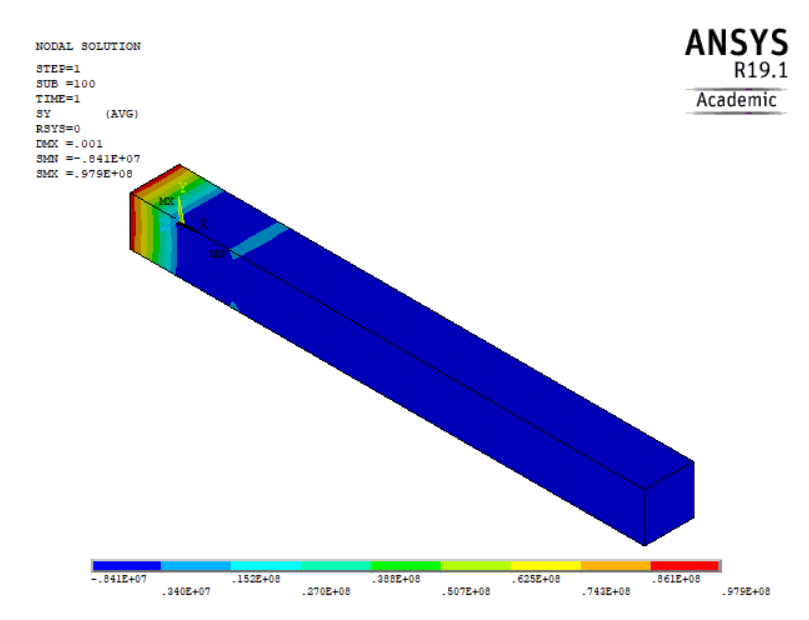 NODAL SOLUTION
STEP=1
SUB =100
TIME=1
SY (AVG)
RSYS=0
DMX =.001
SMN =-.841E+07
SMX =.979E+08
ANSYS
R19.1
Academic
Y
MX
X
MN
-.841E+07
.340E+07
.152E+08
.270E+08
.388E+08
.507E+08
.625E+08
.743E+08
.861E+08
.979E+08